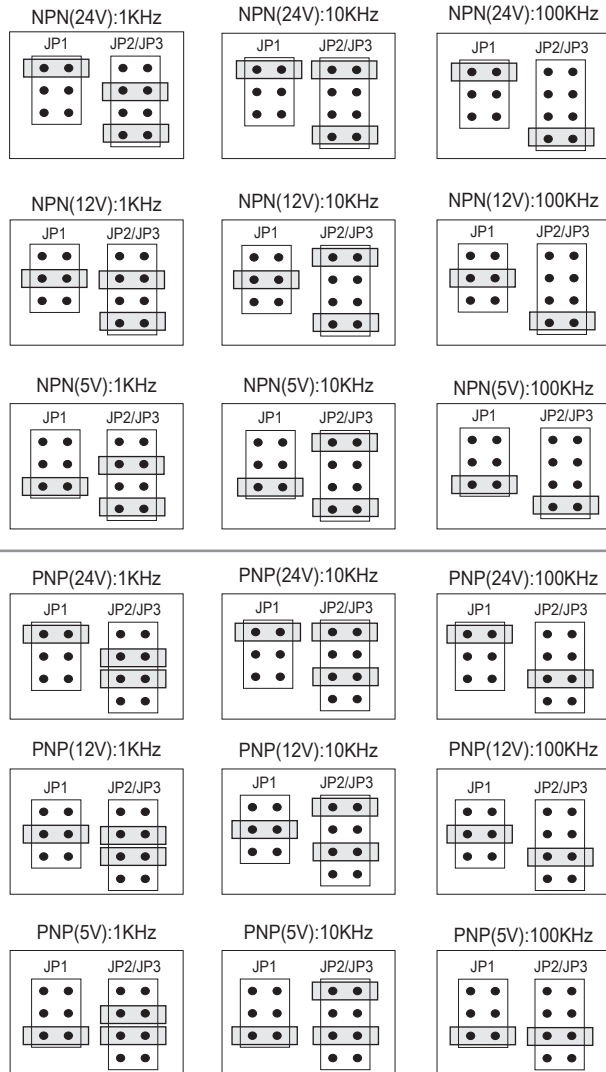 NPN(24V):1KHz NPN(24V):10KHz NPN(24V):100KHz
JP1 JP2/JP3 JP1 JP2/JP3 JP1 JP2/JP3
NPN(12V):1KHz NPN(12V):10KHz NPN(12V):100KHz
JP1 JP2/JP3 JP1 JP2/JP3 JP1 JP2/JP3
NPN(5V):1KHz NPN(5V):10KHz NPN(5V):100KHz
JP1 JP2/JP3 JP1 JP2/JP3 JP1 JP2/JP3
PNP(24V):1KHz PNP(24V):10KHz PNP(24V):100KHz
JP1 JP2/JP3 JP1 JP2/JP3 JP1 JP2/JP3
PNP(12V):1KHz PNP(12V):10KHz PNP(12V):100KHz
JP1 JP2/JP3 JP1 JP2/JP3 JP1 JP2/JP3
PNP(5V):1KHz PNP(5V):10KHz PNP(5V):100KHz
JP1 JP2/JP3 JP1 JP2/JP3 JP1 JP2/JP3